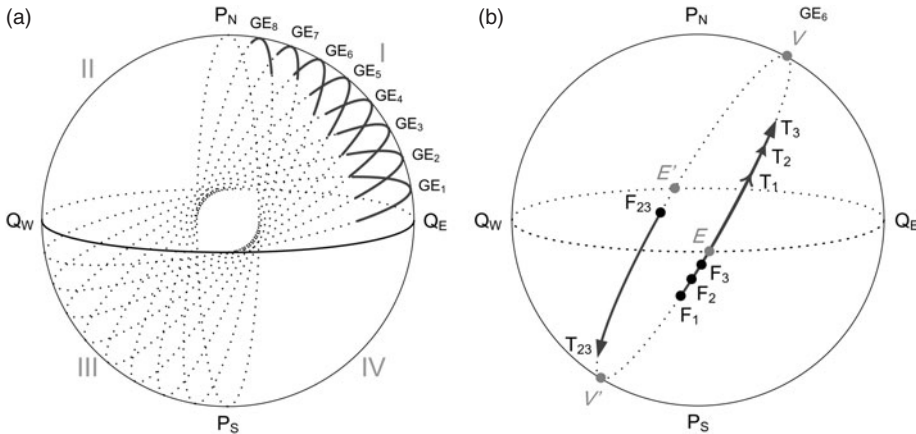 (a)
P_N
GE_8
GE_7
GE_6
GE_5
GE_4
GE_3
GE_2
GE_1
I
II
III
IV
Q_W
Q_E
P_S
(b)
P_N
GE_6
V
T_3
T_2
T_1
E'
F_23
Q_W
E
Q_E
F_3
F_2
F_1
T_23
V'
P_S